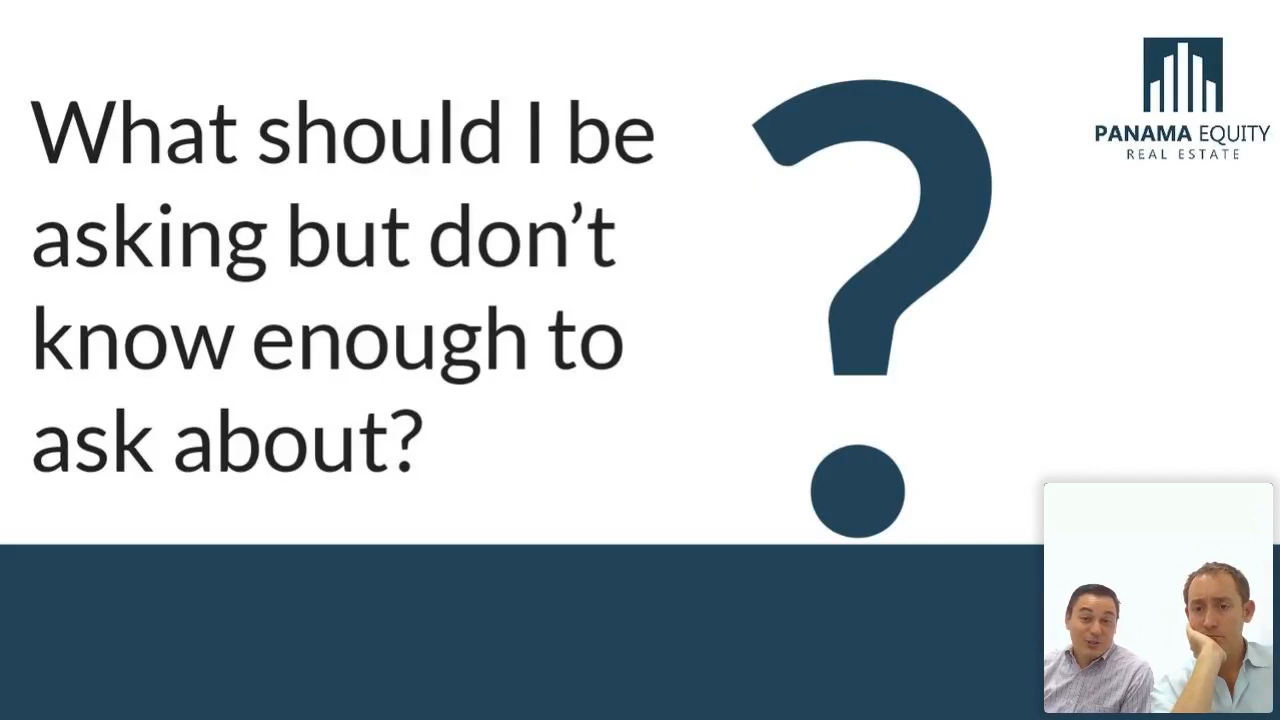 What should I be
asking but don’t
know enough to
ask about?
?
PANAMA EQUITY
REAL ESTATE